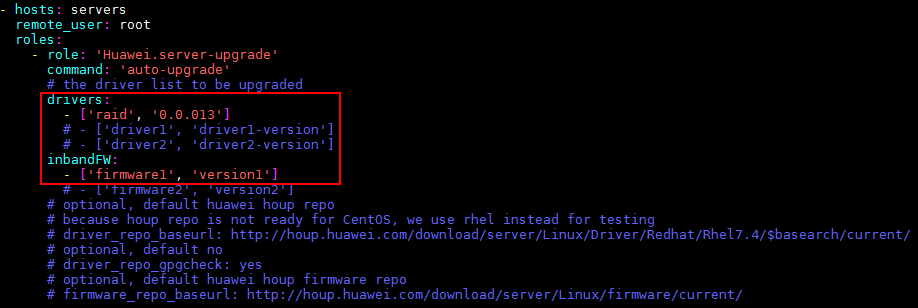 - hosts: servers
  remote_user: root
  roles:
    - role: 'Huawei.server-upgrade'
      command: 'auto-upgrade'
      # the driver list to be upgraded
      drivers:
        - ['raid', '0.0.013']
        # - ['driver1', 'driver1-version']
        # - ['driver2', 'driver2-version']
      inbandFW:
        - ['firmware1', 'version1']
        # - ['firmware2', 'version2']
      # optional, default huawei houp repo
      # because houp repo is not ready for CentOS, we use rhel instead for testing
      # driver_repo_baseurl: http://houp.huawei.com/download/server/Linux/Driver/Redhat/Rhel7.4/$basearch/current/
      # optional, default no
      # driver_repo_gpgcheck: yes
      # optional, default huawei houp firmware repo
      # firmware_repo_baseurl: http://houp.huawei.com/download/server/Linux/firmware/current/